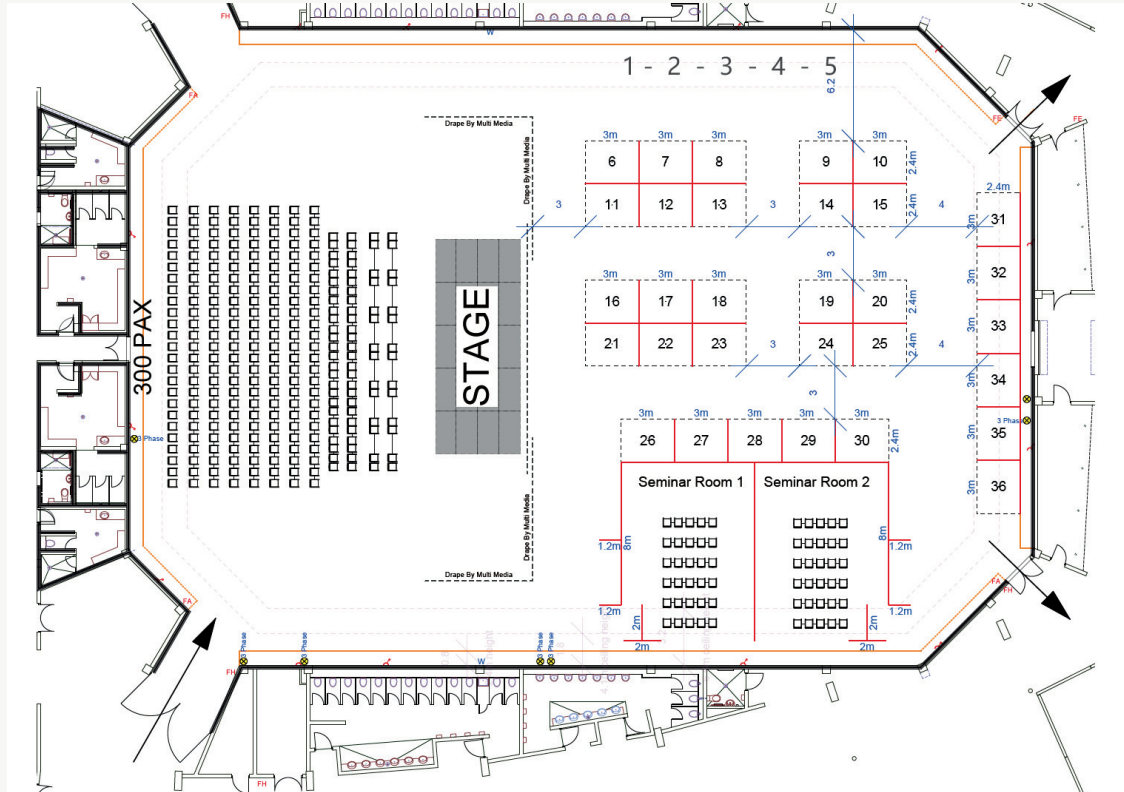 FH
W
1 - 2 - 3 - 4 - 5
6.2
FA
FE
FE
Drape By Multi Media
Drape By Multi Media
3m 3m 3m 3m 3m
6 7 8 9 10
2.4m
2.4m
11 12 13 14 15
2.4m
3 3 4
3m
31
3
3m 3m 3m 3m 3m
3m
32
16 17 18 19 20
2.4m
300 PAX
STAGE
3m
33
21 22 23 24 25
2.4m
3 4
3m
34
3
3m 3m 3m 3m 3m
26 27 28 29 30
2.4m
3 Phase
3 Phase
3m
35
Seminar Room 1 Seminar Room 2
3m
36
Drape By Multi Media
8m 8m
1.2m 1.2m
Drape By Multi Media
FA
FH
FA
1.2m 1.2m
2m 2m
2m 2m
3 Phase
3 Phase
3 Phase
W
FH
FH